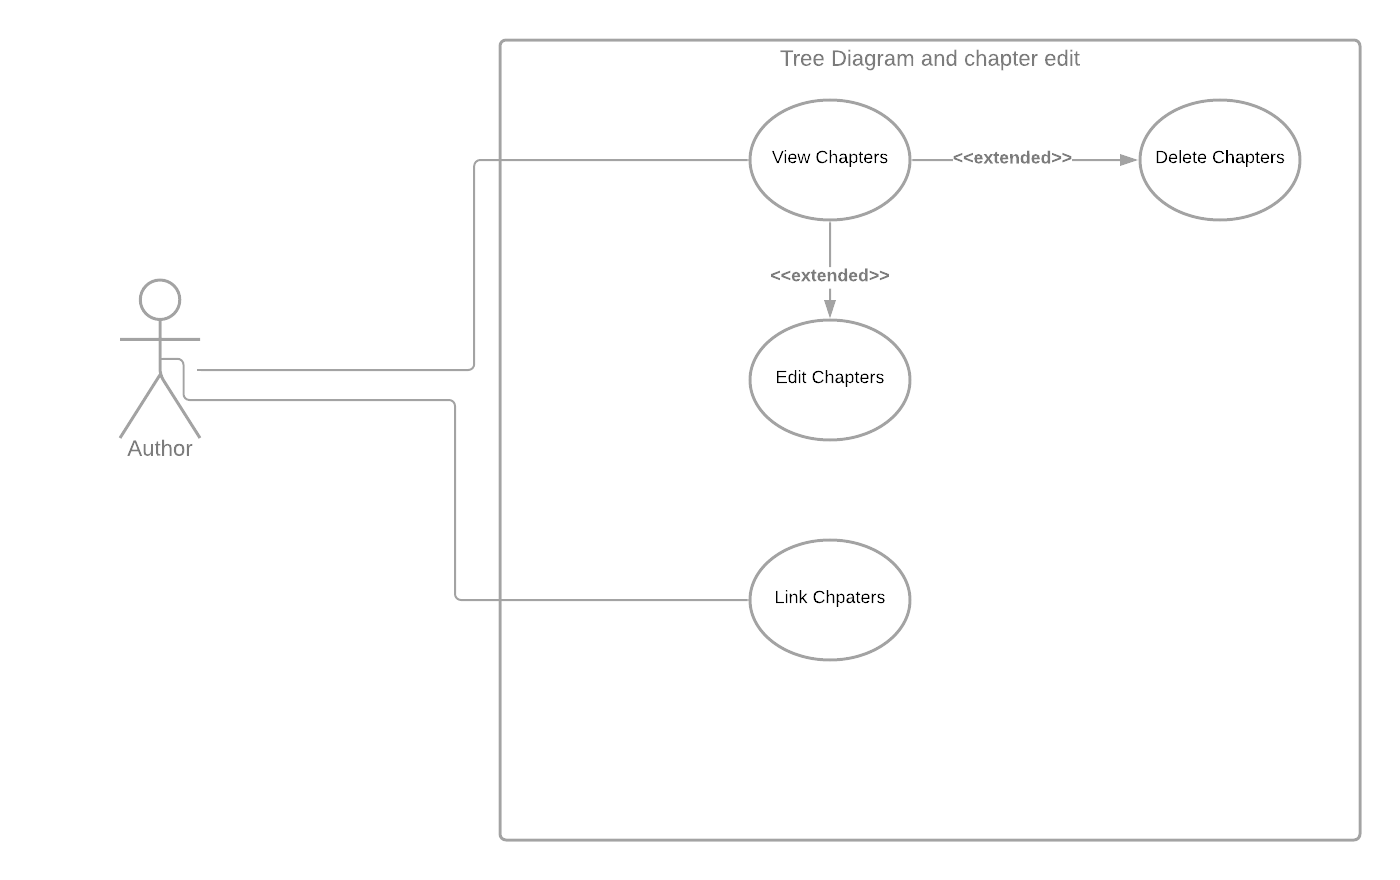 Tree Diagram and chapter edit
View Chapters
<<extended>>
Delete Chapters
<<extended>>
Edit Chapters
Author
Link Chpaters